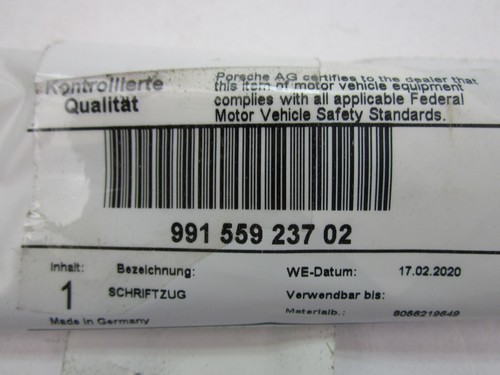 Kontrollierte
Qualität
Porsche AG certifies to the dealer that
this item of motor vehicle equipment
complies with all applicable Federal
Motor Vehicle Safety Standards.
991 559 237 02
Inhalt: Bezeichnung: WE-Datum: 17.02.2020
1 SCHRIFTZUG Verwendbar bis:
Made in Germany Materialb.: 8056219649